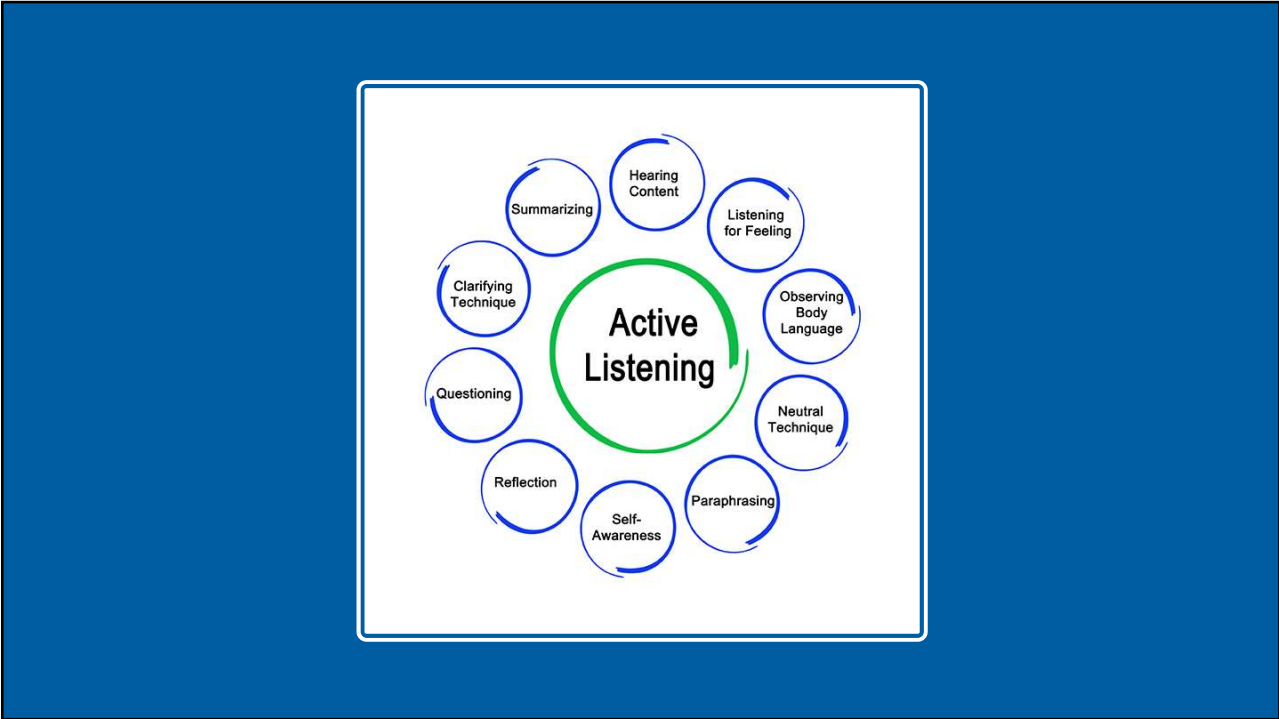 Active
Listening
Hearing
Content
Listening
for Feeling
Observing
Body
Language
Neutral
Technique
Paraphrasing
Self-
Awareness
Reflection
Questioning
Clarifying
Technique
Summarizing